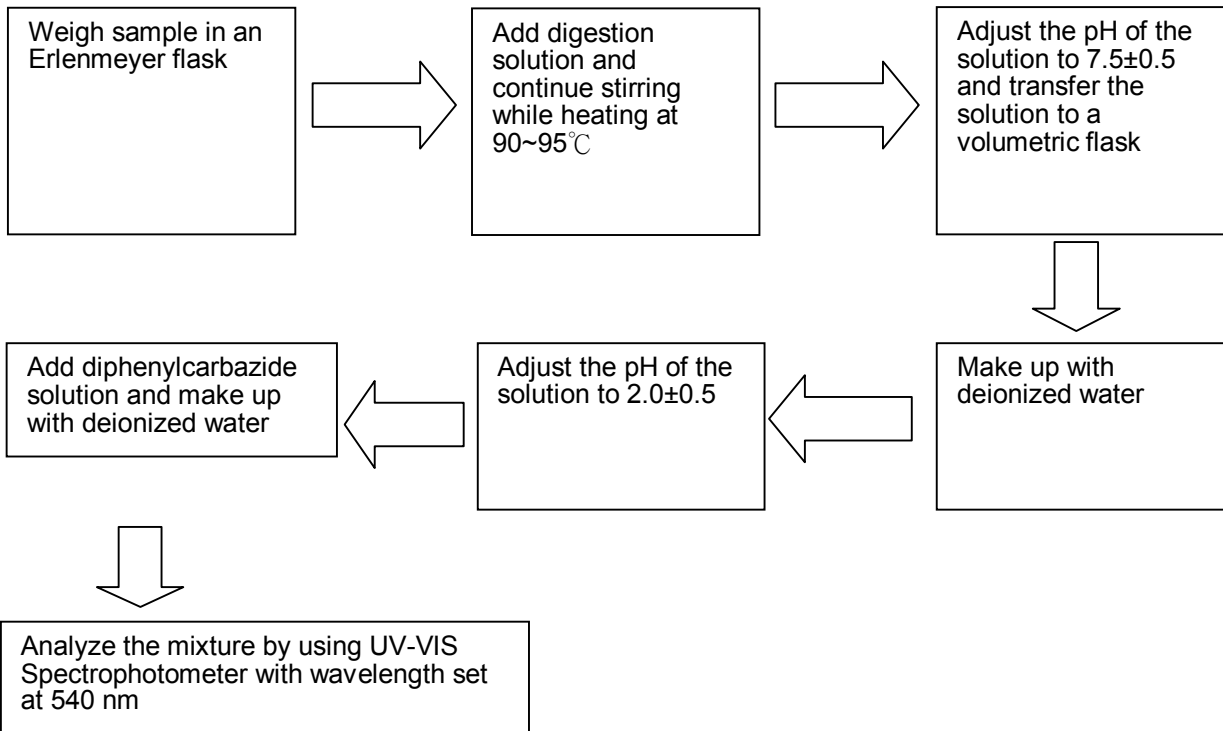 Weigh sample in an
Erlenmeyer flask
Add digestion
solution and
continue stirring
while heating at
90~95℃
Adjust the pH of the
solution to 7.5±0.5
and transfer the
solution to a
volumetric flask
Make up with
deionized water
Adjust the pH of the
solution to 2.0±0.5
Add diphenylcarbazide
solution and make up
with deionized water
Analyze the mixture by using UV-VIS
Spectrophotometer with wavelength set
at 540 nm